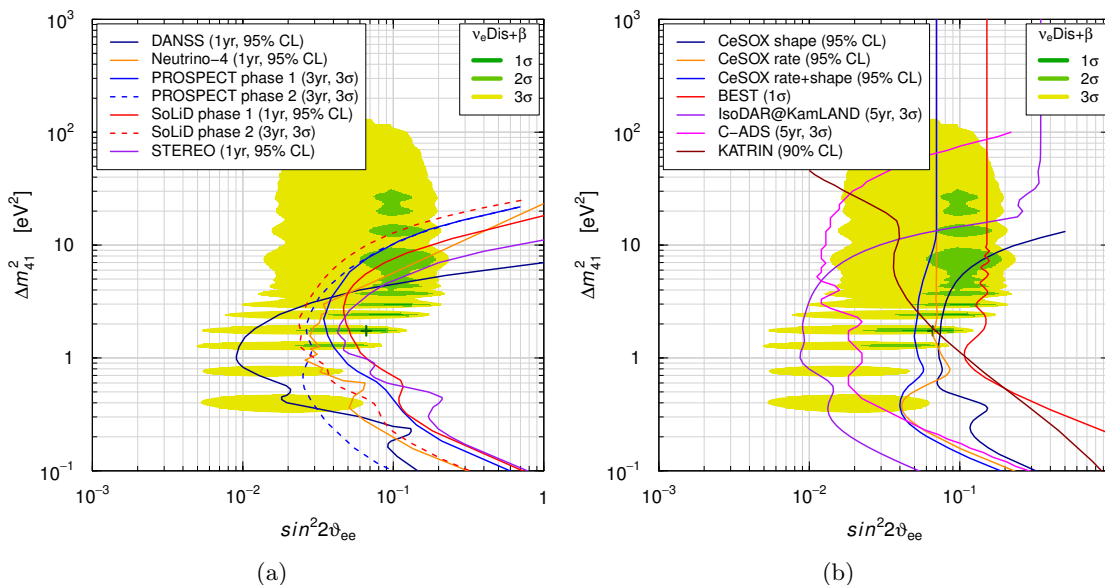 10³
10²
10
1
10⁻¹
Δm²₄₁ [eV²]
DANSS (1yr, 95% CL)
Neutrino−4 (1yr, 95% CL)
PROSPECT phase 1 (3yr, 3σ)
PROSPECT phase 2 (3yr, 3σ)
SoLiD phase 1 (1yr, 95% CL)
SoLiD phase 2 (3yr, 3σ)
STEREO (1yr, 95% CL)
νₑDis+β
1σ
2σ
3σ
10⁻³
10⁻²
10⁻¹
1
sin²2ϑₑₑ
(a)
10³
10²
10
1
10⁻¹
Δm²₄₁ [eV²]
CeSOX shape (95% CL)
CeSOX rate (95% CL)
CeSOX rate+shape (95% CL)
BEST (1σ)
IsoDAR@KamLAND (5yr, 3σ)
C−ADS (5yr, 3σ)
KATRIN (90% CL)
νₑDis+β
1σ
2σ
3σ
10⁻³
10⁻²
10⁻¹
sin²2ϑₑₑ
(b)